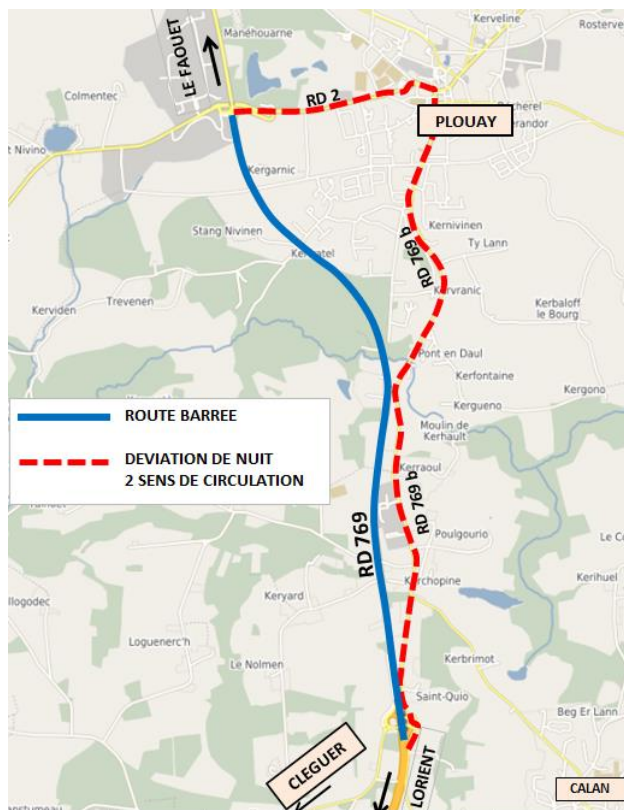 Kerveline
Manéhouarne
Rosterve
LE FAOUET
Colmentec
RD 2
PLOUAY
t Nivino
Kergarnic
Kernivinen
Stang Nivinen
Ty Lann
RD 769 b
Kervranic
Kerviden
Trevenen
Kerbaloff
le Bourg
Pont en Daul
Kerfontaine
Kergono
Kergueno
ROUTE BARREE
Moulin de
Kerhault
DEVIATION DE NUIT
2 SENS DE CIRCULATION
Kerraoul
RD 769 b
RD 769
Poulgourio
Le Co
Kerchopine
Kerihuel
Keryard
llogodec
Loguenerc'h
Le Nolmen
Kerbrimot
Saint-Quio
Beg Er Lann
CLEGUER
LORIENT
CALAN